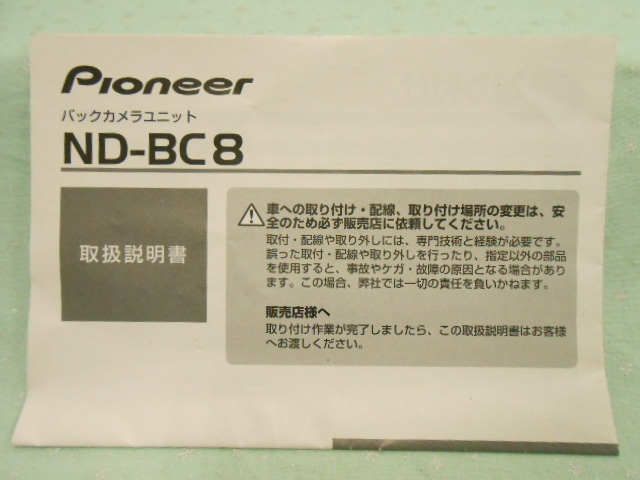 Pioneer
バックカメラユニット
ND-BC8
取扱説明書
車への取り付け・配線、取り付け場所の変更は、安
全のため必ず販売店に依頼してください。
取付・配線や取り外しには、専門技術と経験が必要です。
誤った取付・配線や取り外しを行ったり、指定以外の部品
を使用すると、事故やケガ・故障の原因となる場合があり
ます。この場合、弊社では一切の責任を負いかねます。
販売店様へ
取り付け作業が完了しましたら、この取扱説明書はお客様
へお渡しください。